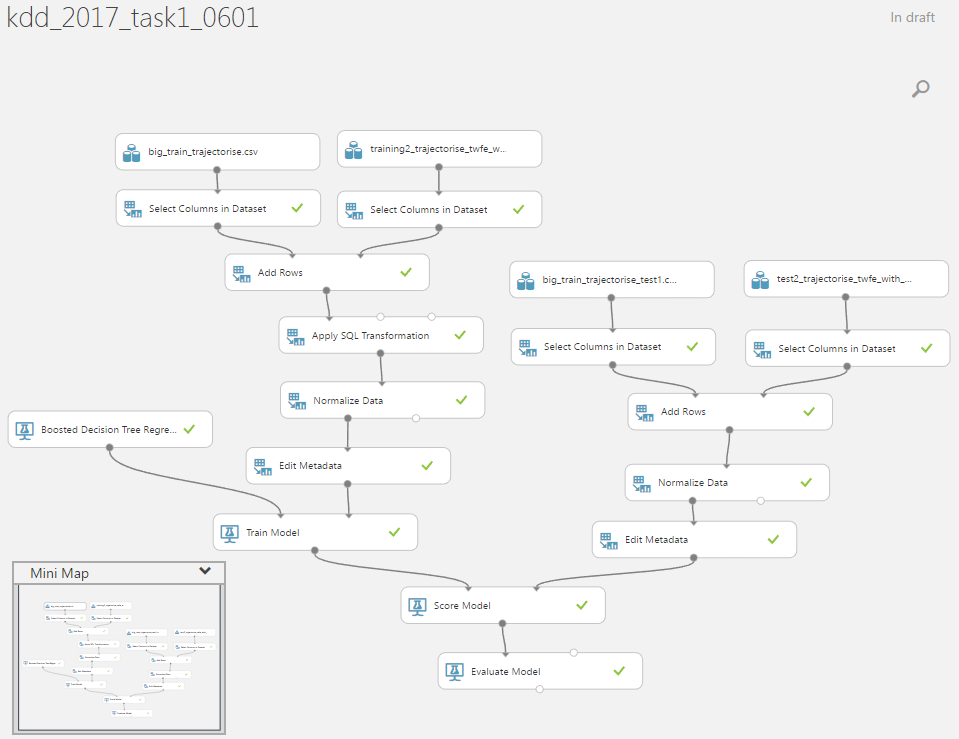 kdd_2017_task1_0601
In draft
big_train_trajectorise.csv
training2_trajectorise_twfe_w...
Select Columns in Dataset
Select Columns in Dataset
Add Rows
big_train_trajectorise_test1.c...
test2_trajectorise_twfe_with_...
Apply SQL Transformation
Select Columns in Dataset
Select Columns in Dataset
Normalize Data
Add Rows
Boosted Decision Tree Regre...
Edit Metadata
Normalize Data
Train Model
Edit Metadata
Mini Map
Score Model
Evaluate Model